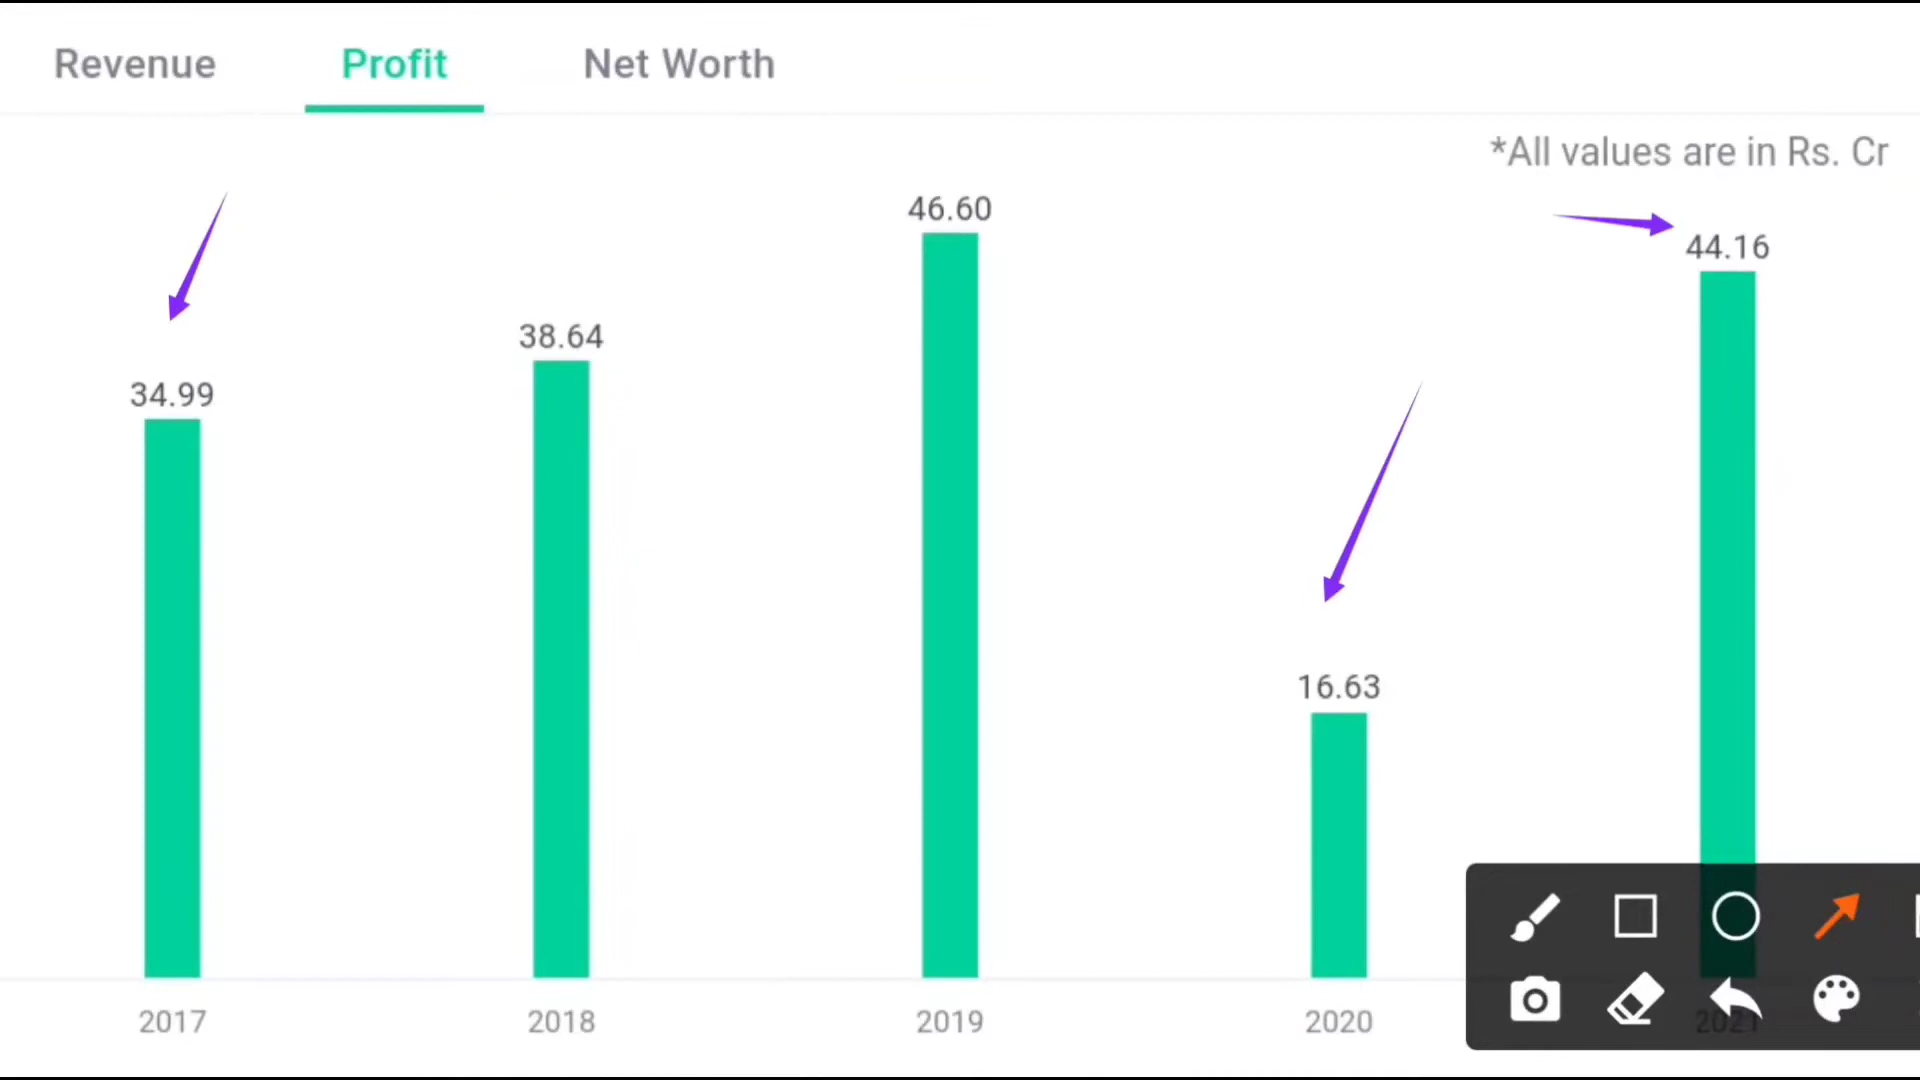 Revenue Profit Net Worth
*All values are in Rs. Cr
34.99
38.64
46.60
16.63
44.16
2017 2018 2019 2020 2021